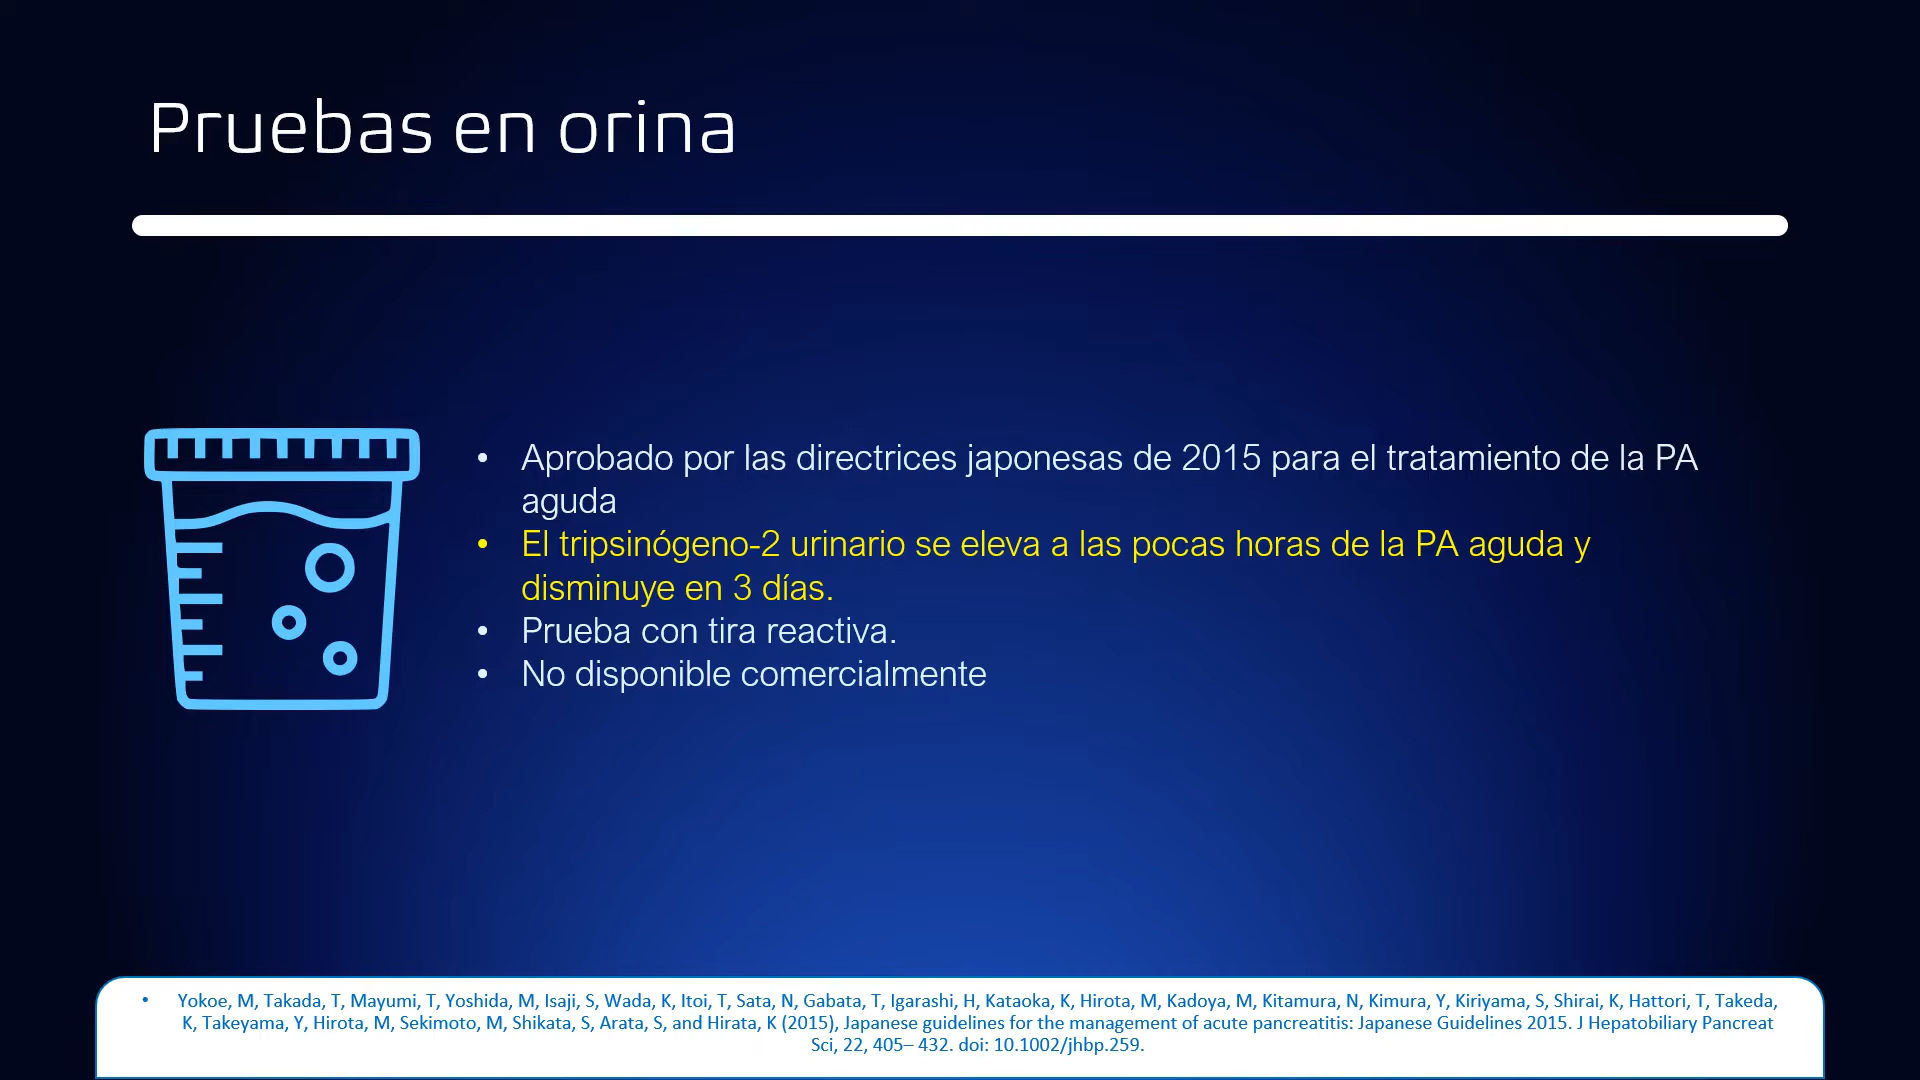 Pruebas en orina
• Aprobado por las directrices japonesas de 2015 para el tratamiento de la PA
aguda
• El tripsinógeno-2 urinario se eleva a las pocas horas de la PA aguda y
disminuye en 3 días.
• Prueba con tira reactiva.
• No disponible comercialmente
• Yokoe, M, Takada, T, Mayumi, T, Yoshida, M, Isaji, S, Wada, K, Itoi, T, Sata, N, Gabata, T, Igarashi, H, Kataoka, K, Hirota, M, Kadoya, M, Kitamura, N, Kimura, Y, Kiriyama, S, Shirai, K, Hattori, T, Takeda,
K, Takeyama, Y, Hirota, M, Sekimoto, M, Shikata, S, Arata, S, and Hirata, K (2015), Japanese guidelines for the management of acute pancreatitis: Japanese Guidelines 2015. J Hepatobiliary Pancreat
Sci, 22, 405– 432. doi: 10.1002/jhbp.259.